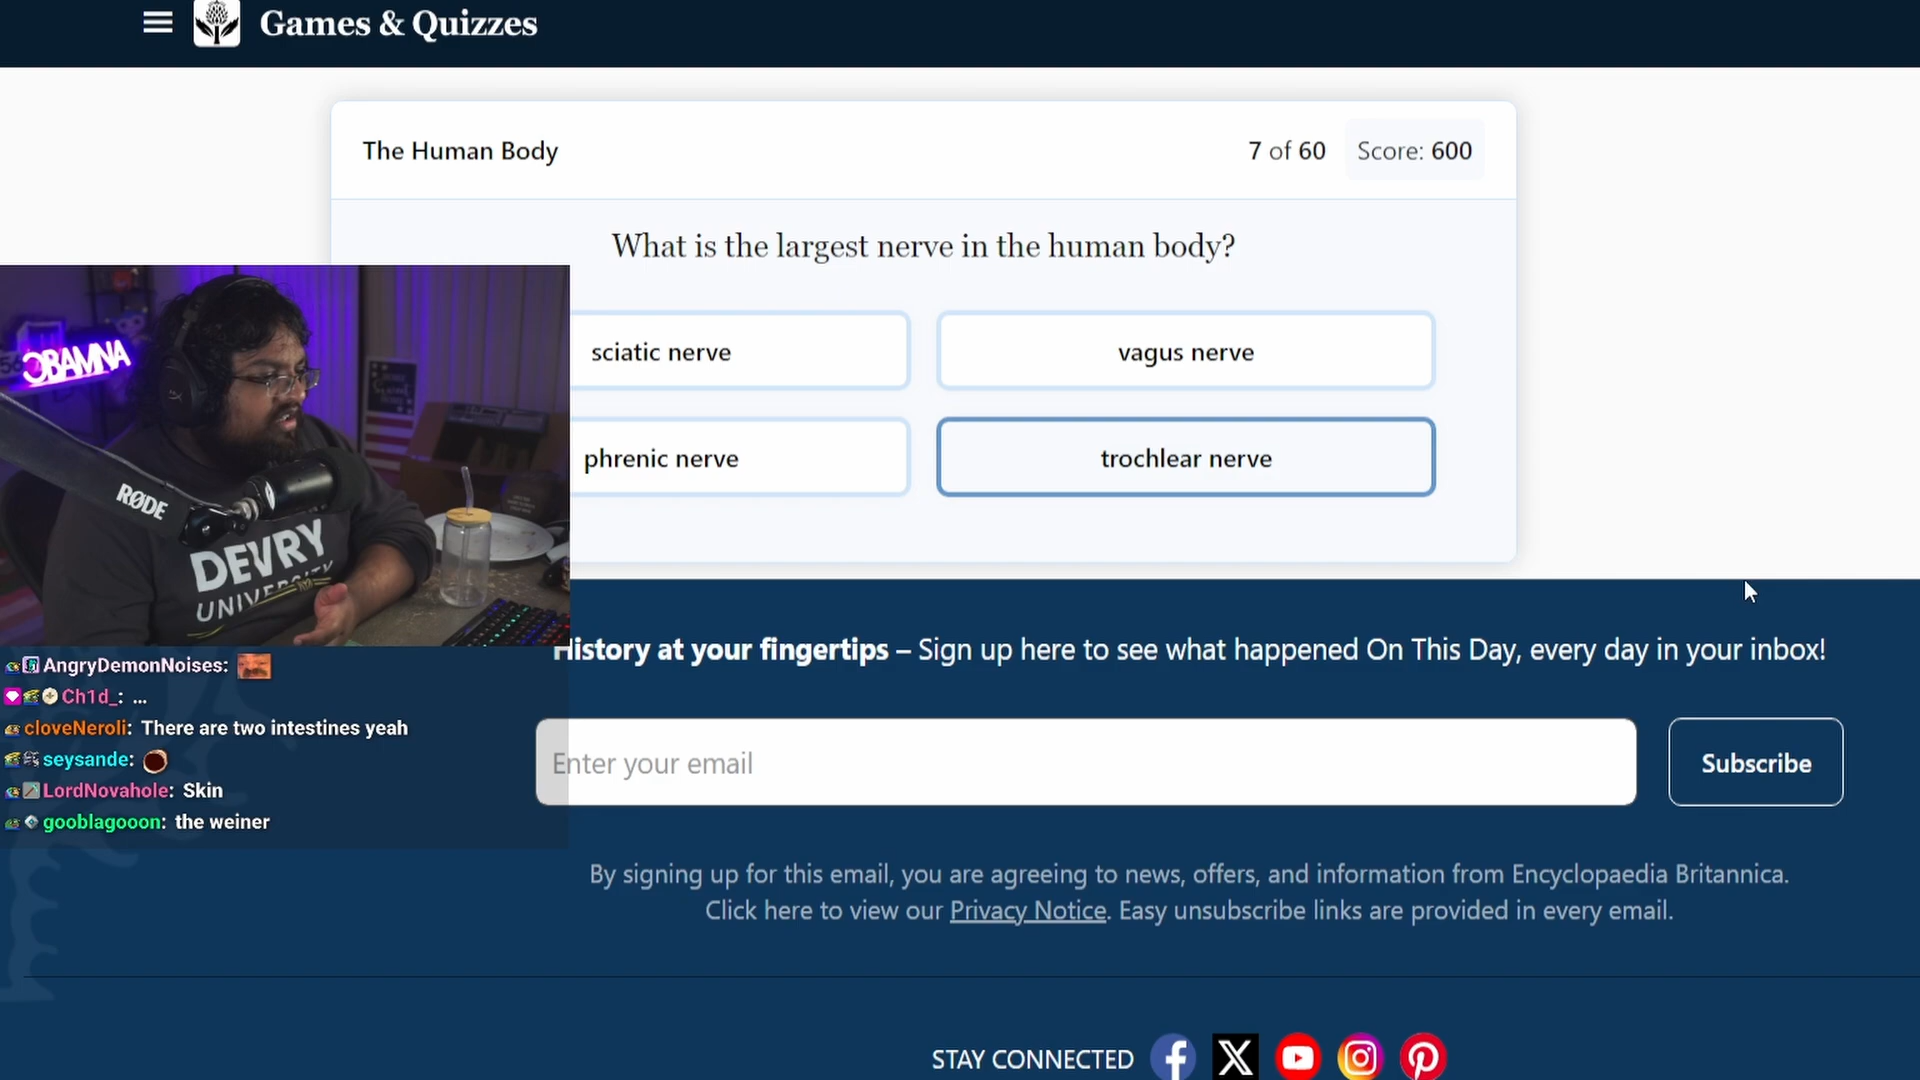 Games & Quizzes
The Human Body
7 of 60
Score: 600
What is the largest nerve in the human body?
sciatic nerve
vagus nerve
phrenic nerve
trochlear nerve
OBAMNA
RØDE
DEVRY
UNIVERSITY
AngryDemonNoises:
Ch1d_: ...
cloveNeroli: There are two intestines yeah
seysande:
LordNovahole: Skin
gooblagooon: the weiner
History at your fingertips – Sign up here to see what happened On This Day, every day in your inbox!
Enter your email
Subscribe
By signing up for this email, you are agreeing to news, offers, and information from Encyclopaedia Britannica.
Click here to view our Privacy Notice. Easy unsubscribe links are provided in every email.
STAY CONNECTED